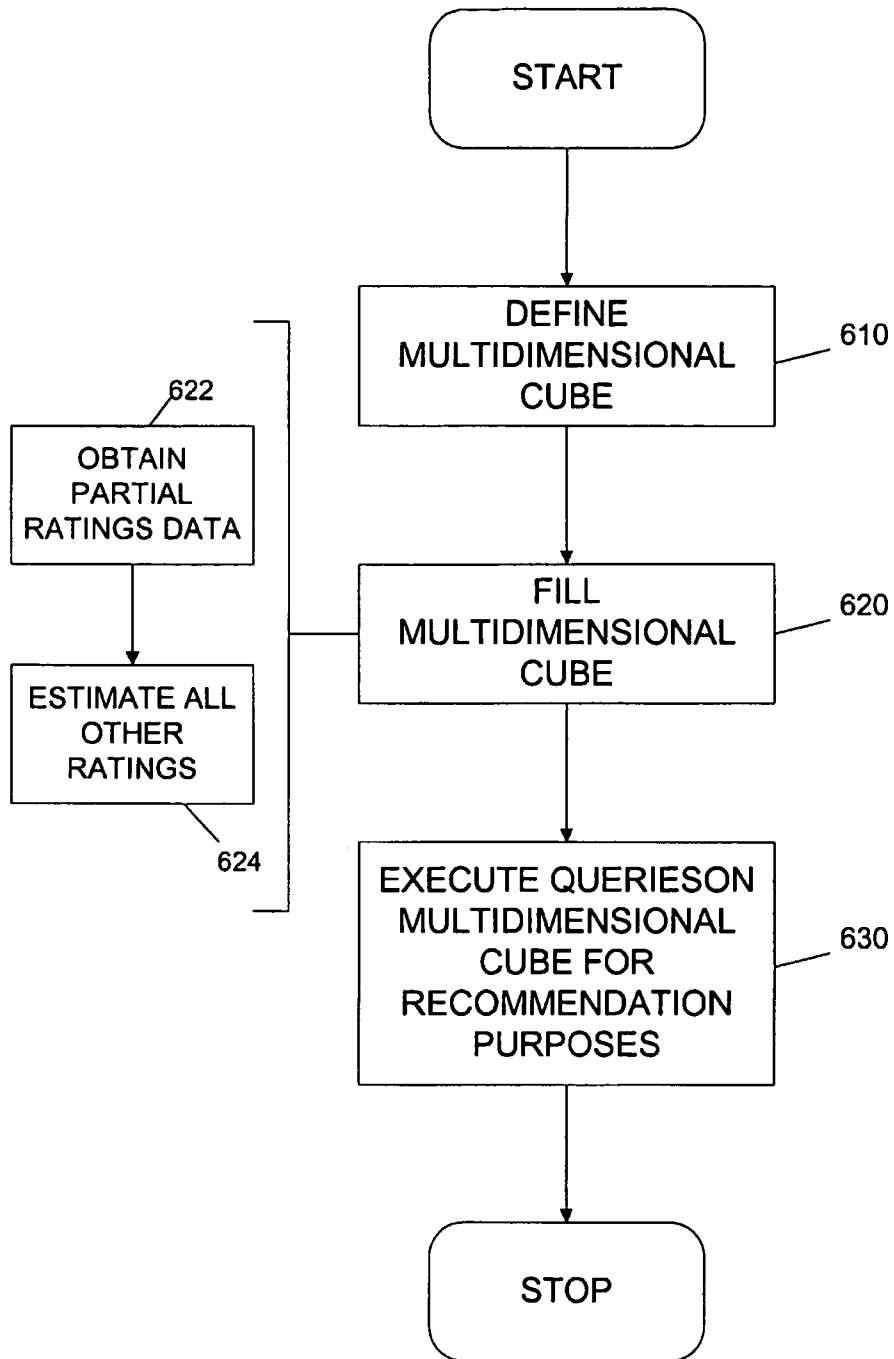 START
DEFINE
MULTIDIMENSIONAL
CUBE
610
622
OBTAIN
PARTIAL
RATINGS DATA
FILL
MULTIDIMENSIONAL
CUBE
620
ESTIMATE ALL
OTHER
RATINGS
624
EXECUTE QUERIESON
MULTIDIMENSIONAL
CUBE FOR
RECOMMENDATION
PURPOSES
630
STOP